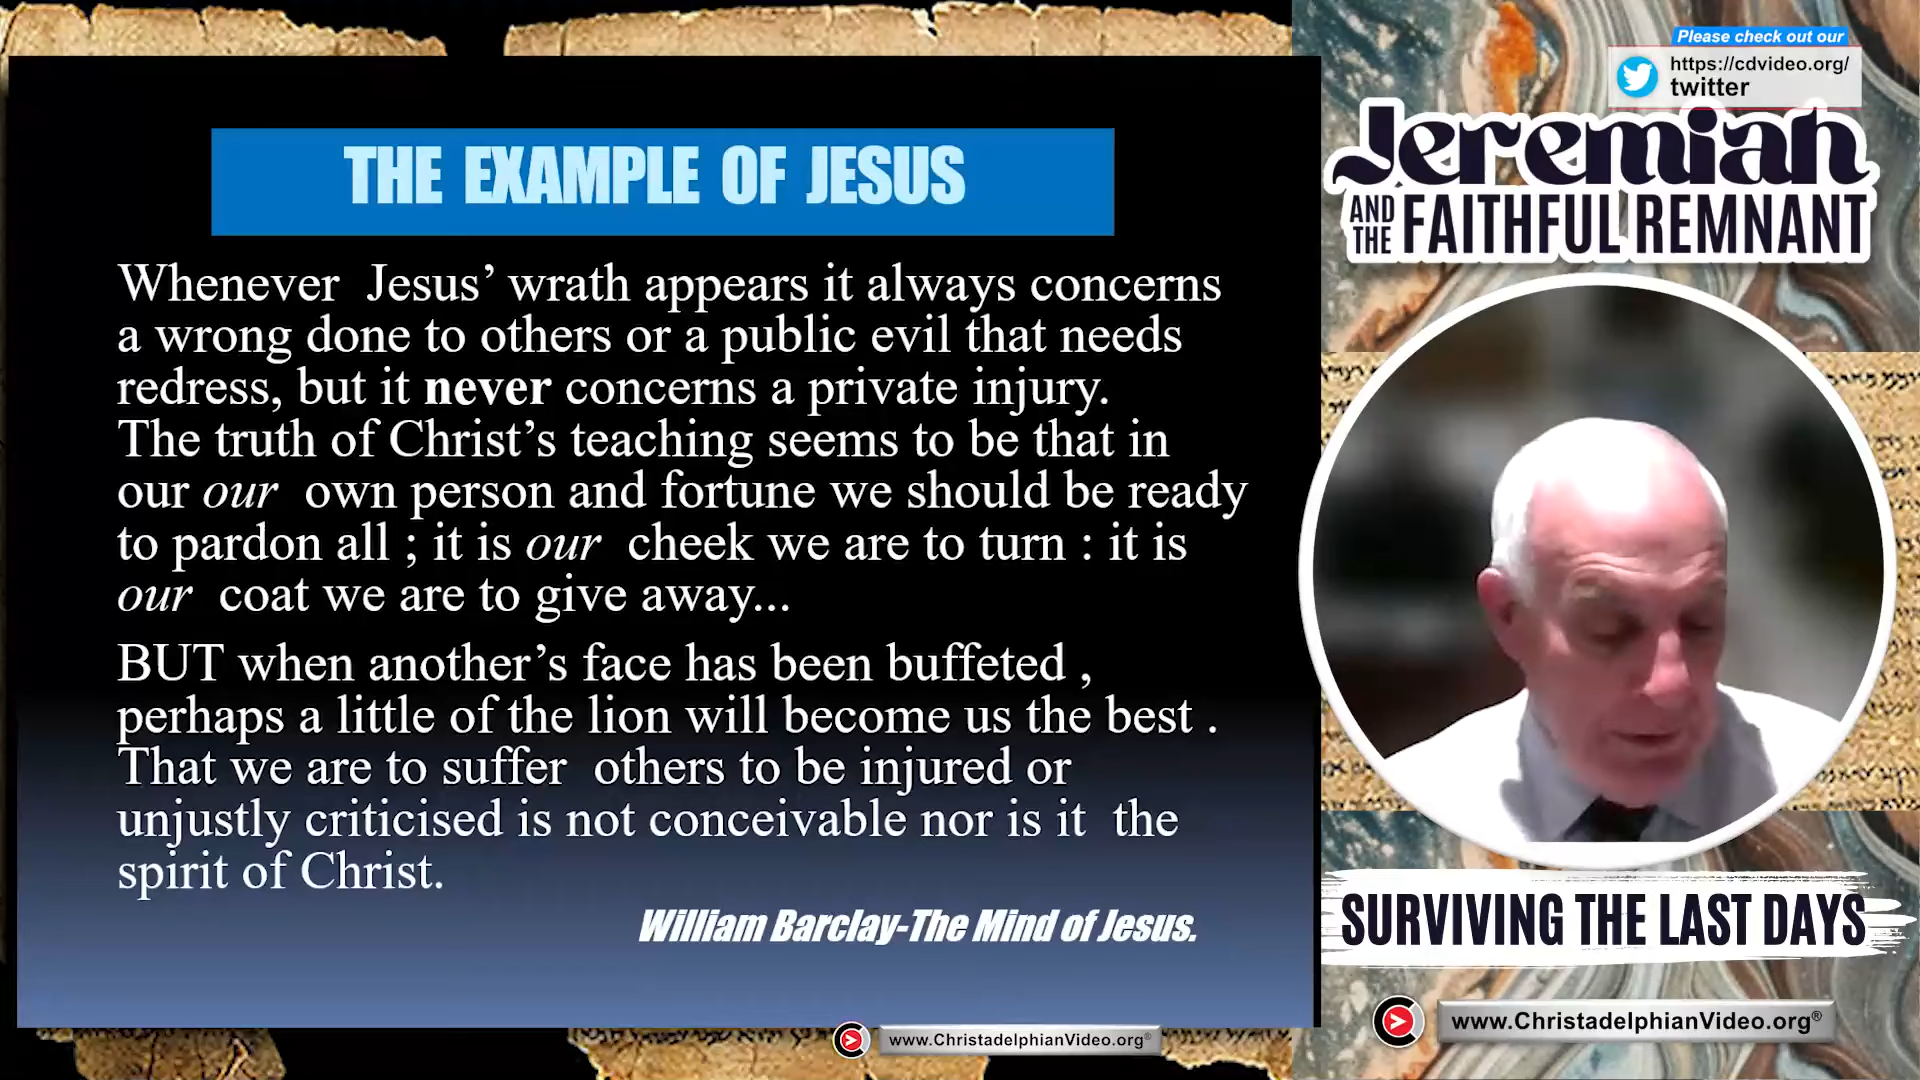 THE EXAMPLE OF JESUS
Whenever Jesus’ wrath appears it always concerns
a wrong done to others or a public evil that needs
redress, but it never concerns a private injury.
The truth of Christ’s teaching seems to be that in
our our own person and fortune we should be ready
to pardon all ; it is our cheek we are to turn : it is
our coat we are to give away...
BUT when another’s face has been buffeted ,
perhaps a little of the lion will become us the best .
That we are to suffer others to be injured or
unjustly criticised is not conceivable nor is it the
spirit of Christ.
William Barclay-The Mind of Jesus.
www.ChristadelphianVideo.org®
Please check out our
https://cdvideo.org/
twitter
Jeremiah
AND THE FAITHFUL REMNANT
SURVIVING THE LAST DAYS
www.ChristadelphianVideo.org®